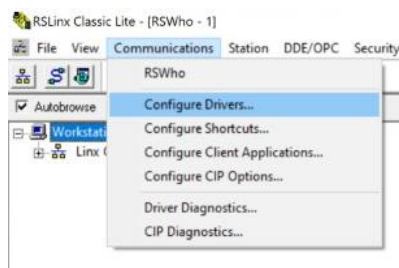 RSLinx Classic Lite - [RSWho - 1]
File View Communications Station DDE/OPC Security
RSWho
Autobrowse
Configure Drivers...
Workstati
Configure Shortcuts...
Linx
Configure Client Applications...
Configure CIP Options...
Driver Diagnostics...
CIP Diagnostics...